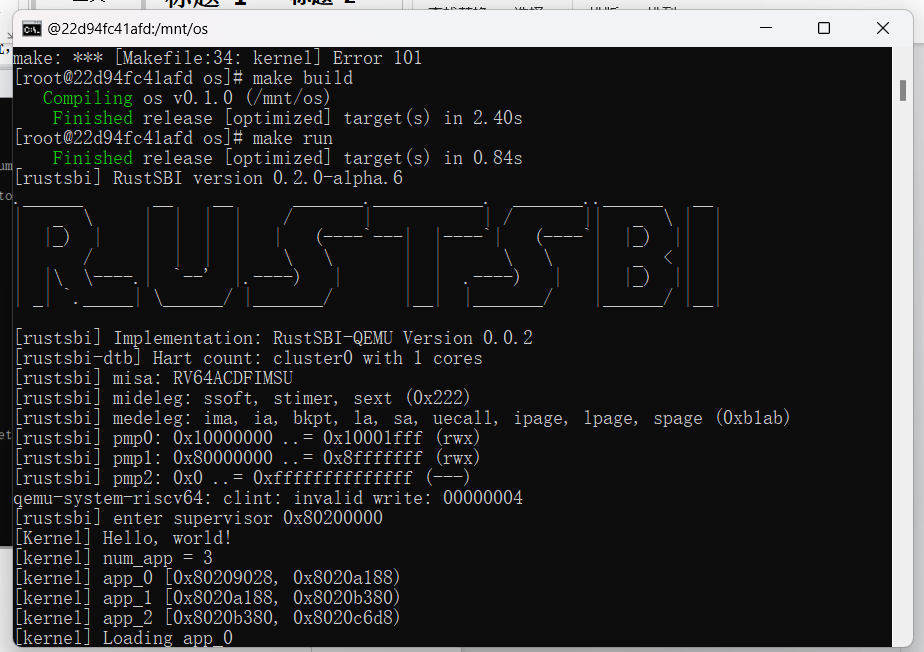 @22d94fc41afd:/mnt/os
make: *** [Makefile:34: kernel] Error 101
[root@22d94fc41afd os]# make build
Compiling os v0.1.0 (/mnt/os)
Finished release [optimized] target(s) in 2.40s
[root@22d94fc41afd os]# make run
Finished release [optimized] target(s) in 0.84s
[rustsbi] RustSBI version 0.2.0-alpha.6
RUSTSBI
[rustsbi] Implementation: RustSBI-QEMU Version 0.0.2
[rustsbi-dtb] Hart count: cluster0 with 1 cores
[rustsbi] misa: RV64ACDFIMSU
[rustsbi] mideleg: ssoft, stimer, sext (0x222)
[rustsbi] medeleg: ima, ia, bkpt, la, sa, uecall, ipage, lpage, spage (0xb1ab)
[rustsbi] pmp0: 0x10000000 ..= 0x10001fff (rwx)
[rustsbi] pmp1: 0x80000000 ..= 0x8fffffff (rwx)
[rustsbi] pmp2: 0x0 ..= 0xffffffffffffff (---)
qemu-system-riscv64: clint: invalid write: 00000004
[rustsbi] enter supervisor 0x80200000
[Kernel] Hello, world!
[kernel] num_app = 3
[kernel] app_0 [0x80209028, 0x8020a188)
[kernel] app_1 [0x8020a188, 0x8020b380)
[kernel] app_2 [0x8020b380, 0x8020c6d8)
[kernel] Loading app_0